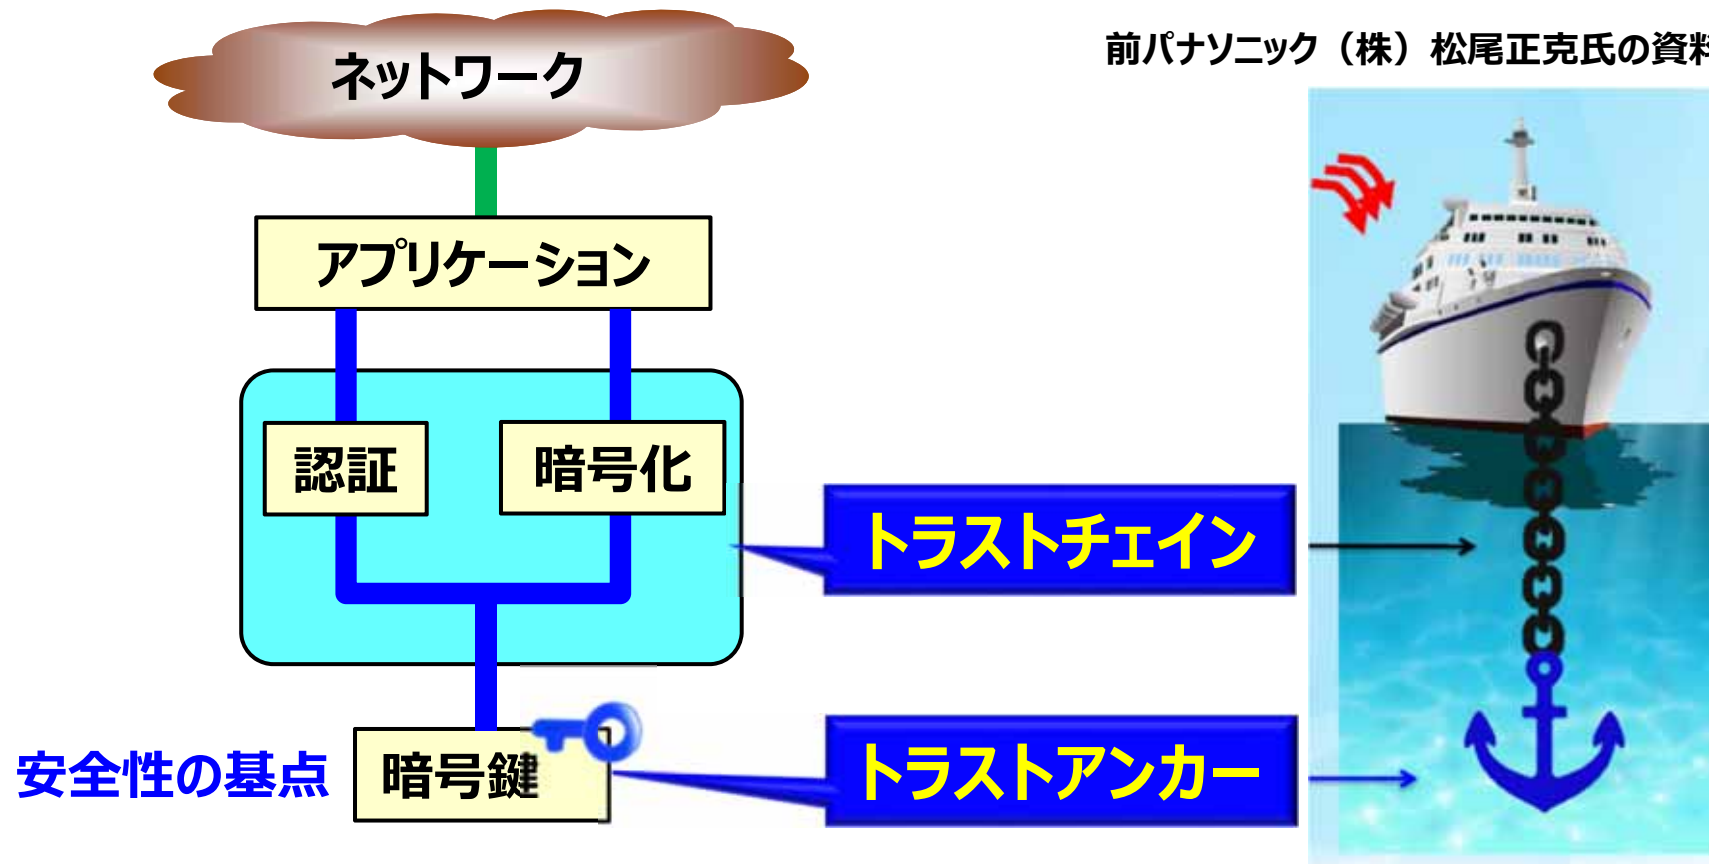 前パナソニック（株）松尾正克氏の資料
ネットワーク
アプリケーション
認証
暗号化
トラストチェイン
安全性の基点
暗号鍵
トラストアンカー